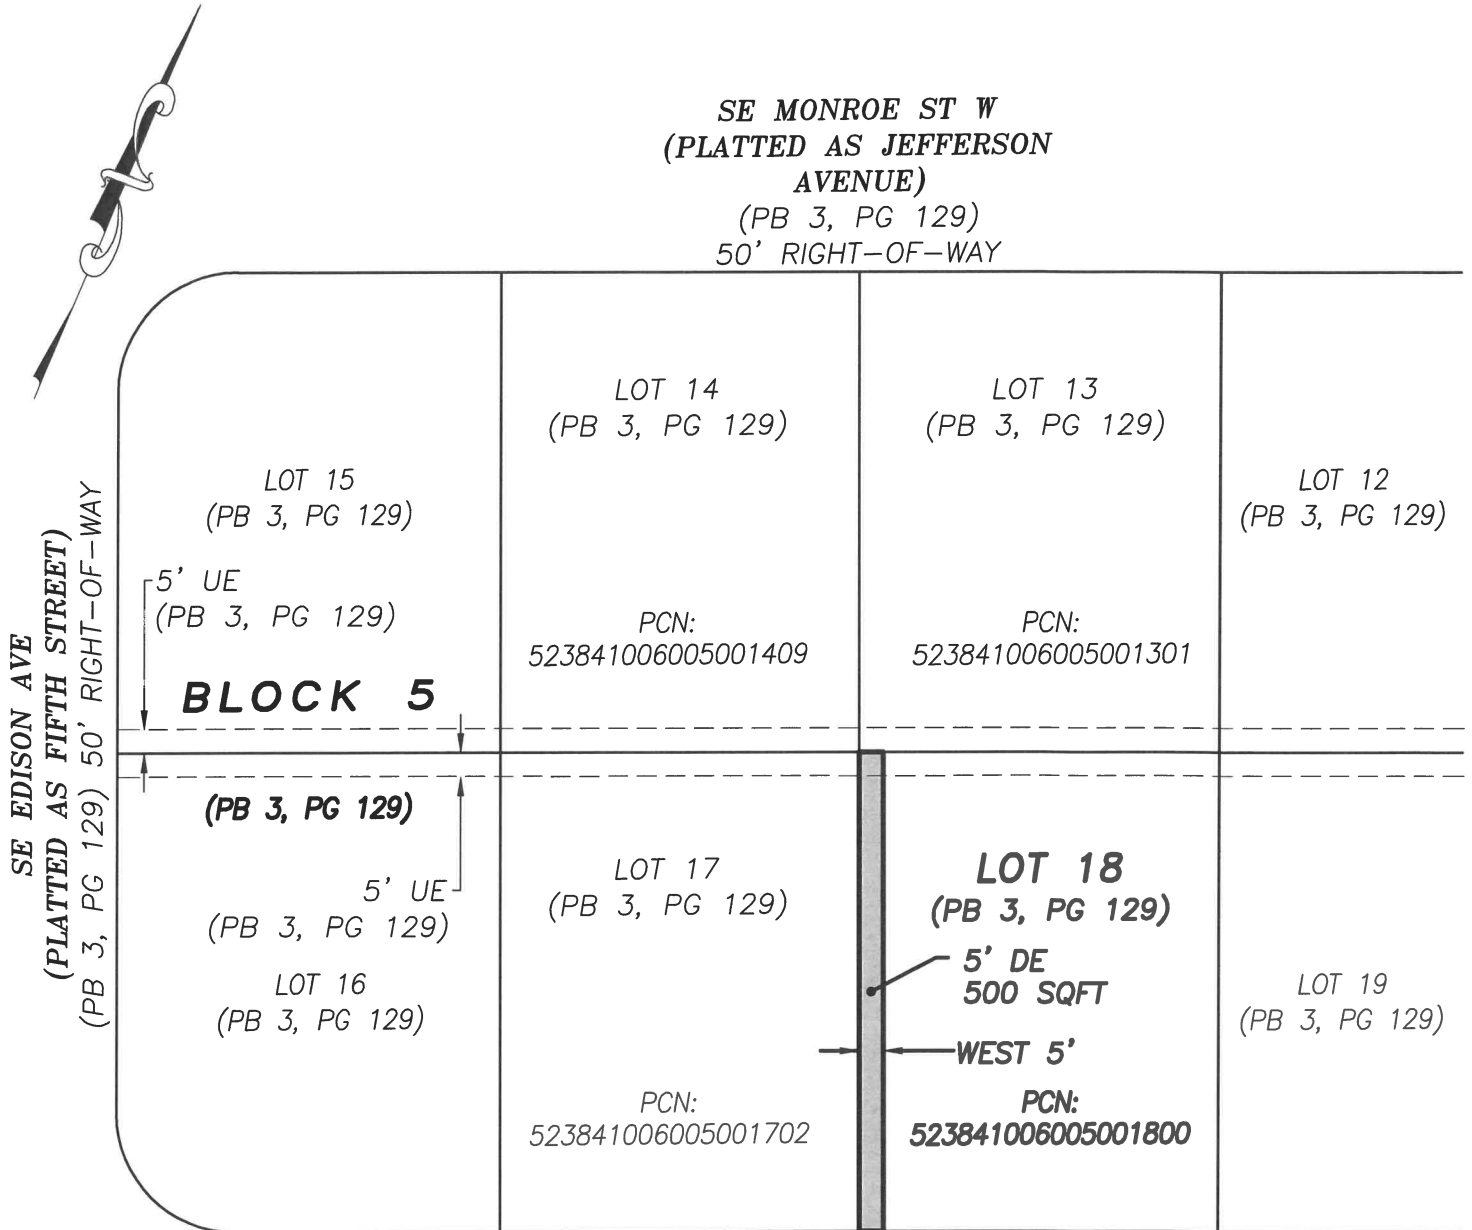 SE MONROE ST W
(PLATTED AS JEFFERSON
AVENUE)
(PB 3, PG 129)
50' RIGHT-OF-WAY
LOT 14
(PB 3, PG 129)
LOT 13
(PB 3, PG 129)
LOT 15
(PB 3, PG 129)
LOT 12
(PB 3, PG 129)
5' UE
(PB 3, PG 129)
PCN:
523841006005001409
PCN:
523841006005001301
BLOCK 5
(PB 3, PG 129)
SE EDISON AVE
(PLATTED AS FIFTH STREET)
(PB 3, PG 129) 50' RIGHT-OF-WAY
5' UE
(PB 3, PG 129)
LOT 16
(PB 3, PG 129)
LOT 17
(PB 3, PG 129)
LOT 18
(PB 3, PG 129)
5' DE
500 SQFT
WEST 5'
LOT 19
(PB 3, PG 129)
PCN:
523841006005001702
PCN:
523841006005001800